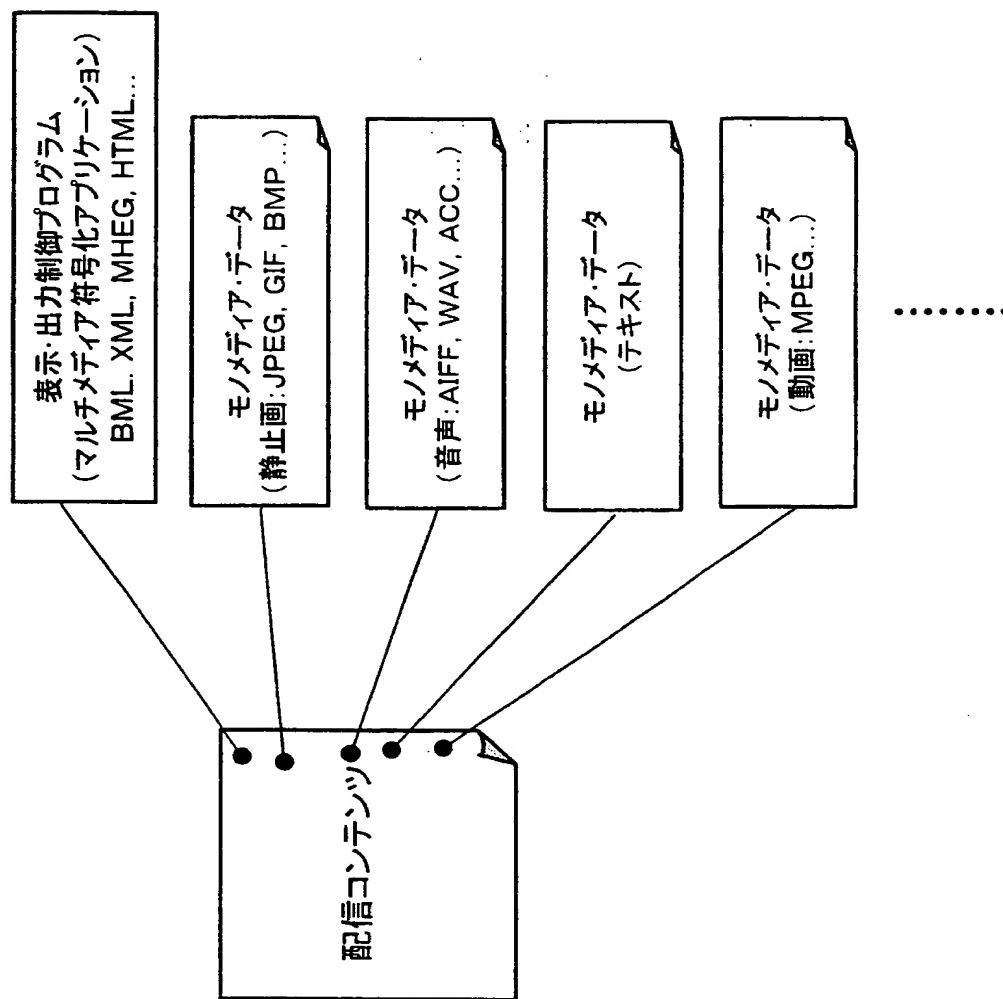 表示・出力制御プログラム
(マルチメディア符号化アプリケーション)
BML. XML, MHEG, HTML...
モノメディア・データ
(静止画:JPEG, GIF, BMP...)
モノメディア・データ
(音声:AIFF, WAV, ACC...)
モノメディア・データ
(テキスト)
モノメディア・データ
(動画:MPEG...)
配信コンテンツ